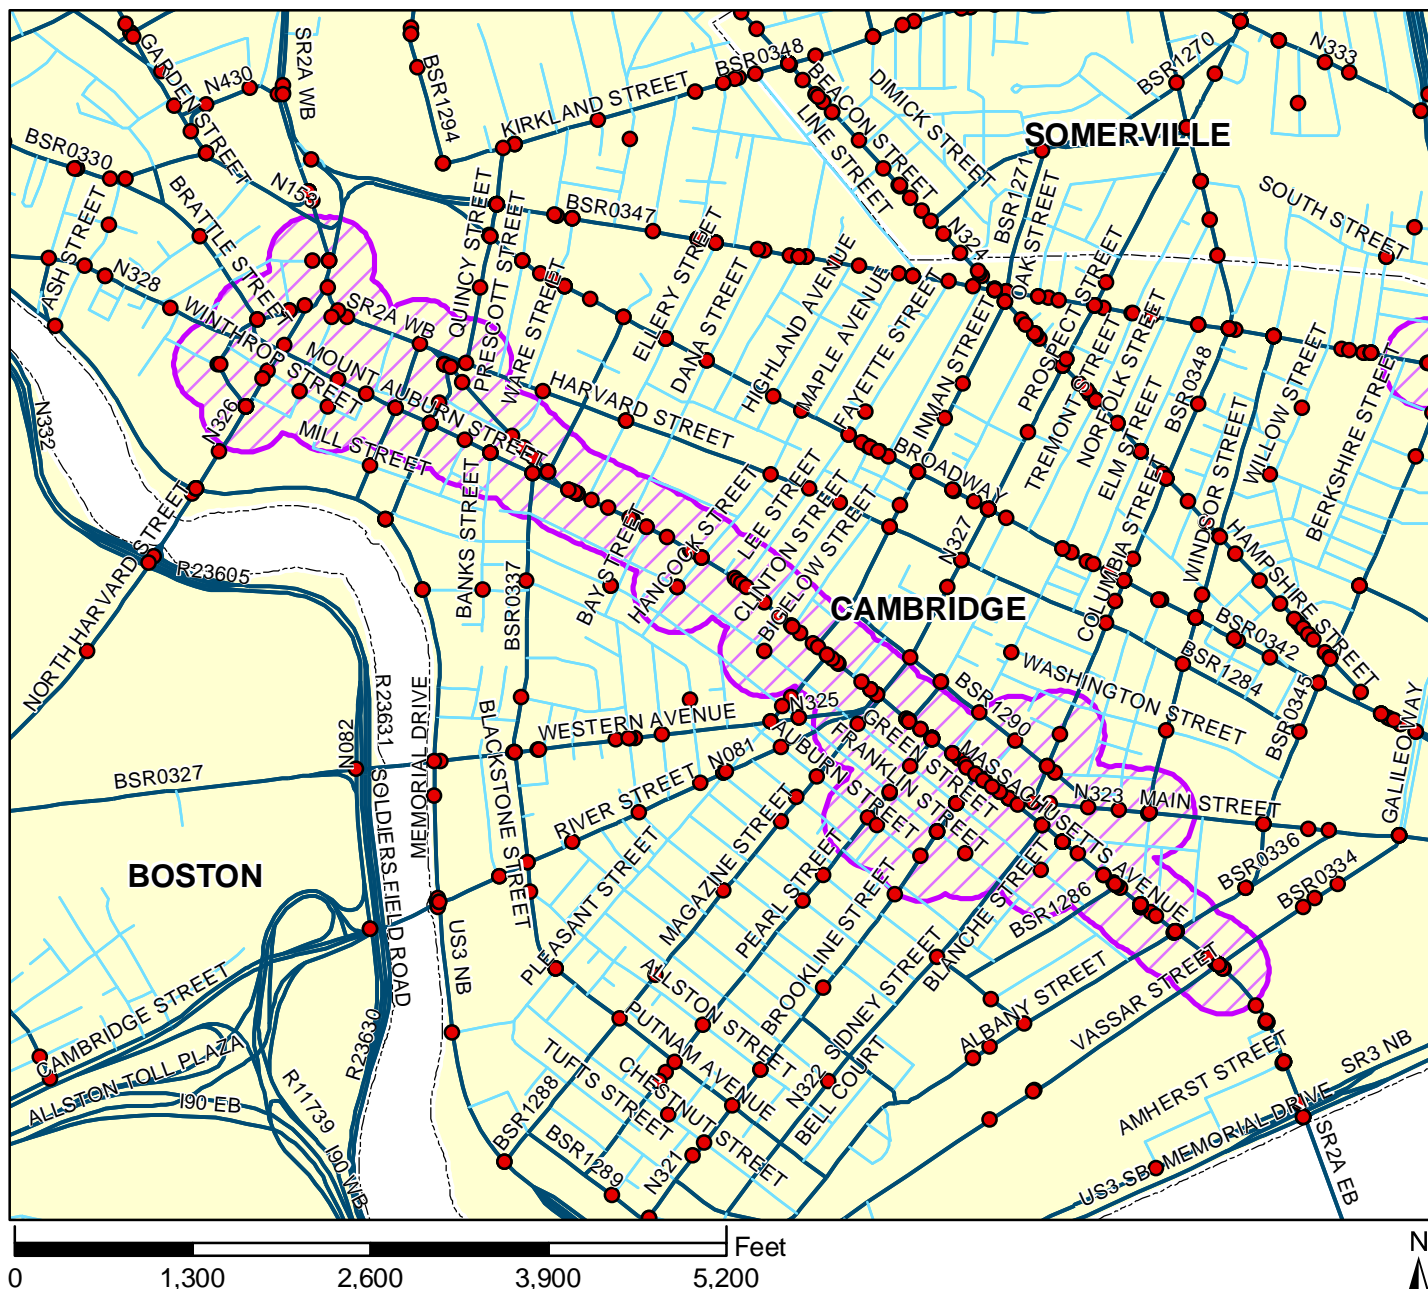 GARDEN STREET
N430
SR2A WB
BSR1294
KIRKLAND STREET
BSR0348
BEACON STREET
LINE STREET
DIMICK STREET
BSR1270
N333
SOMERVILLE
BSR0330
ASH STREET
BRATTLE STREET
N153
QUINCY STREET
PRESCOTT STREET
BSR0347
N324
BSR1271
OAK STREET
SOUTH STREET
N328
WINTHROP STREET
SR2A WB
MOUNT AUBURN STREET
WARE STREET
ELLERY STREET
DANA STREET
HIGHLAND AVENUE
MAPLE AVENUE
FAYETTE STREET
INMAN STREET
PROSPECT STREET
TREMONT STREET
NORFOLK STREET
ELM STREET
BSR0348
WINDSOR STREET
WILLOW STREET
BERKSHIRE STREET
N332
N326
MILL STREET
HARVARD STREET
BROADWAY
COLUMBIA STREET
HAMPSHIRE STREET
NORTH HARVARD STREET
R23605
BANKS STREET
BSR0337
BAY STREET
HANCOCK STREET
LEE STREET
CLINTON STREET
BIGELOW STREET
N327
CAMBRIDGE
BSR0342
BSR1284
WASHINGTON STREET
BSR0345
GALILEO WAY
N082
R23631
SOLDIERS FIELD ROAD
MEMORIAL DRIVE
BLACKSTONE STREET
WESTERN AVENUE
N325
N081
BSR1290
BSR0327
RIVER STREET
AUBURN STREET
FRANKLIN STREET
GREEN STREET
MASSACHUSETTS AVENUE
N323
MAIN STREET
BOSTON
PLEASANT STREET
MAGAZINE STREET
PEARL STREET
BROOKLINE STREET
SIDNEY STREET
BLANCHE STREET
BSR1286
BSR0336
BSR0334
US3 NB
CAMBRIDGE STREET
ALLSTON TOLL PLAZA
I90 EB
R11739
I90 WB
R23630
ALLSTON STREET
PUTNAM AVENUE
TUFTS STREET
CHESTNUT STREET
N322
BELL COURT
ALBANY STREET
VASSAR STREET
BSR1288
BSR1289
N321
AMHERST STREET
SR3 NB
US3 SB
MEMORIAL DRIVE
SR2A EB
0 1,300 2,600 3,900 5,200
Feet
N